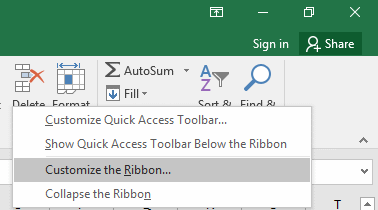 Sign in Share
AutoSum
Delete Format Fill Sort & Find &
Customize Quick Access Toolbar...
Show Quick Access Toolbar Below the Ribbon
Customize the Ribbon...
Collapse the Ribbon
T